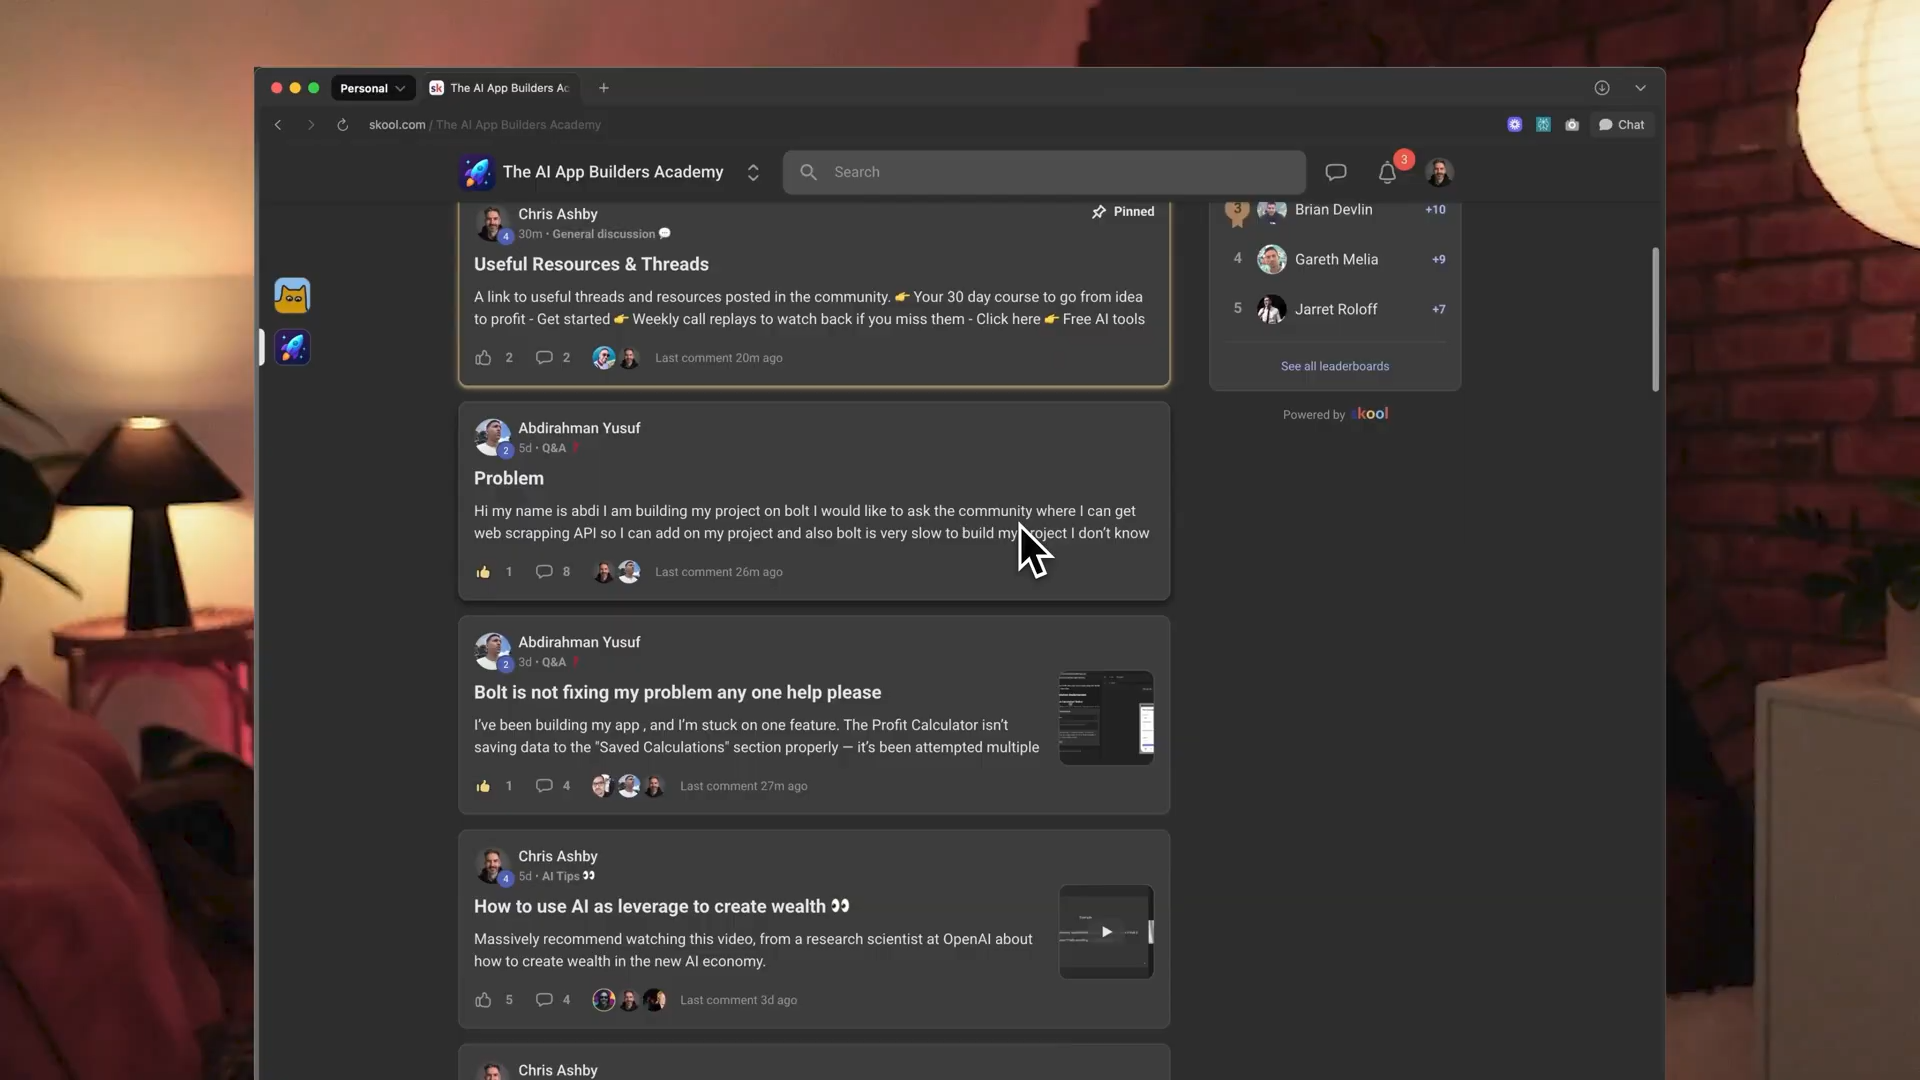 Personal
sk
The AI App Builders Ac
skool.com / The AI App Builders Academy
Chat
The AI App Builders Academy
Search
3
Chris Ashby
Pinned
4
30m • General discussion
Useful Resources & Threads
A link to useful threads and resources posted in the community. 👉 Your 30 day course to go from idea
to profit - Get started 👉 Weekly call replays to watch back if you miss them - Click here 👉 Free AI tools
2
2
Last comment 20m ago
3
Brian Devlin
+10
4
Gareth Melia
+9
5
Jarret Roloff
+7
See all leaderboards
Powered by skool
Abdirahman Yusuf
2
5d • Q&A
Problem
Hi my name is abdi I am building my project on bolt I would like to ask the community where I can get
web scrapping API so I can add on my project and also bolt is very slow to build my project I don't know
1
8
Last comment 26m ago
Abdirahman Yusuf
2
3d • Q&A
Bolt is not fixing my problem any one help please
I've been building my app , and I'm stuck on one feature. The Profit Calculator isn't
saving data to the "Saved Calculations" section properly — it's been attempted multiple
1
4
Last comment 27m ago
Chris Ashby
4
5d • AI Tips 👀
How to use AI as leverage to create wealth 👀
Massively recommend watching this video, from a research scientist at OpenAI about
how to create wealth in the new AI economy.
5
4
Last comment 3d ago
Chris Ashby